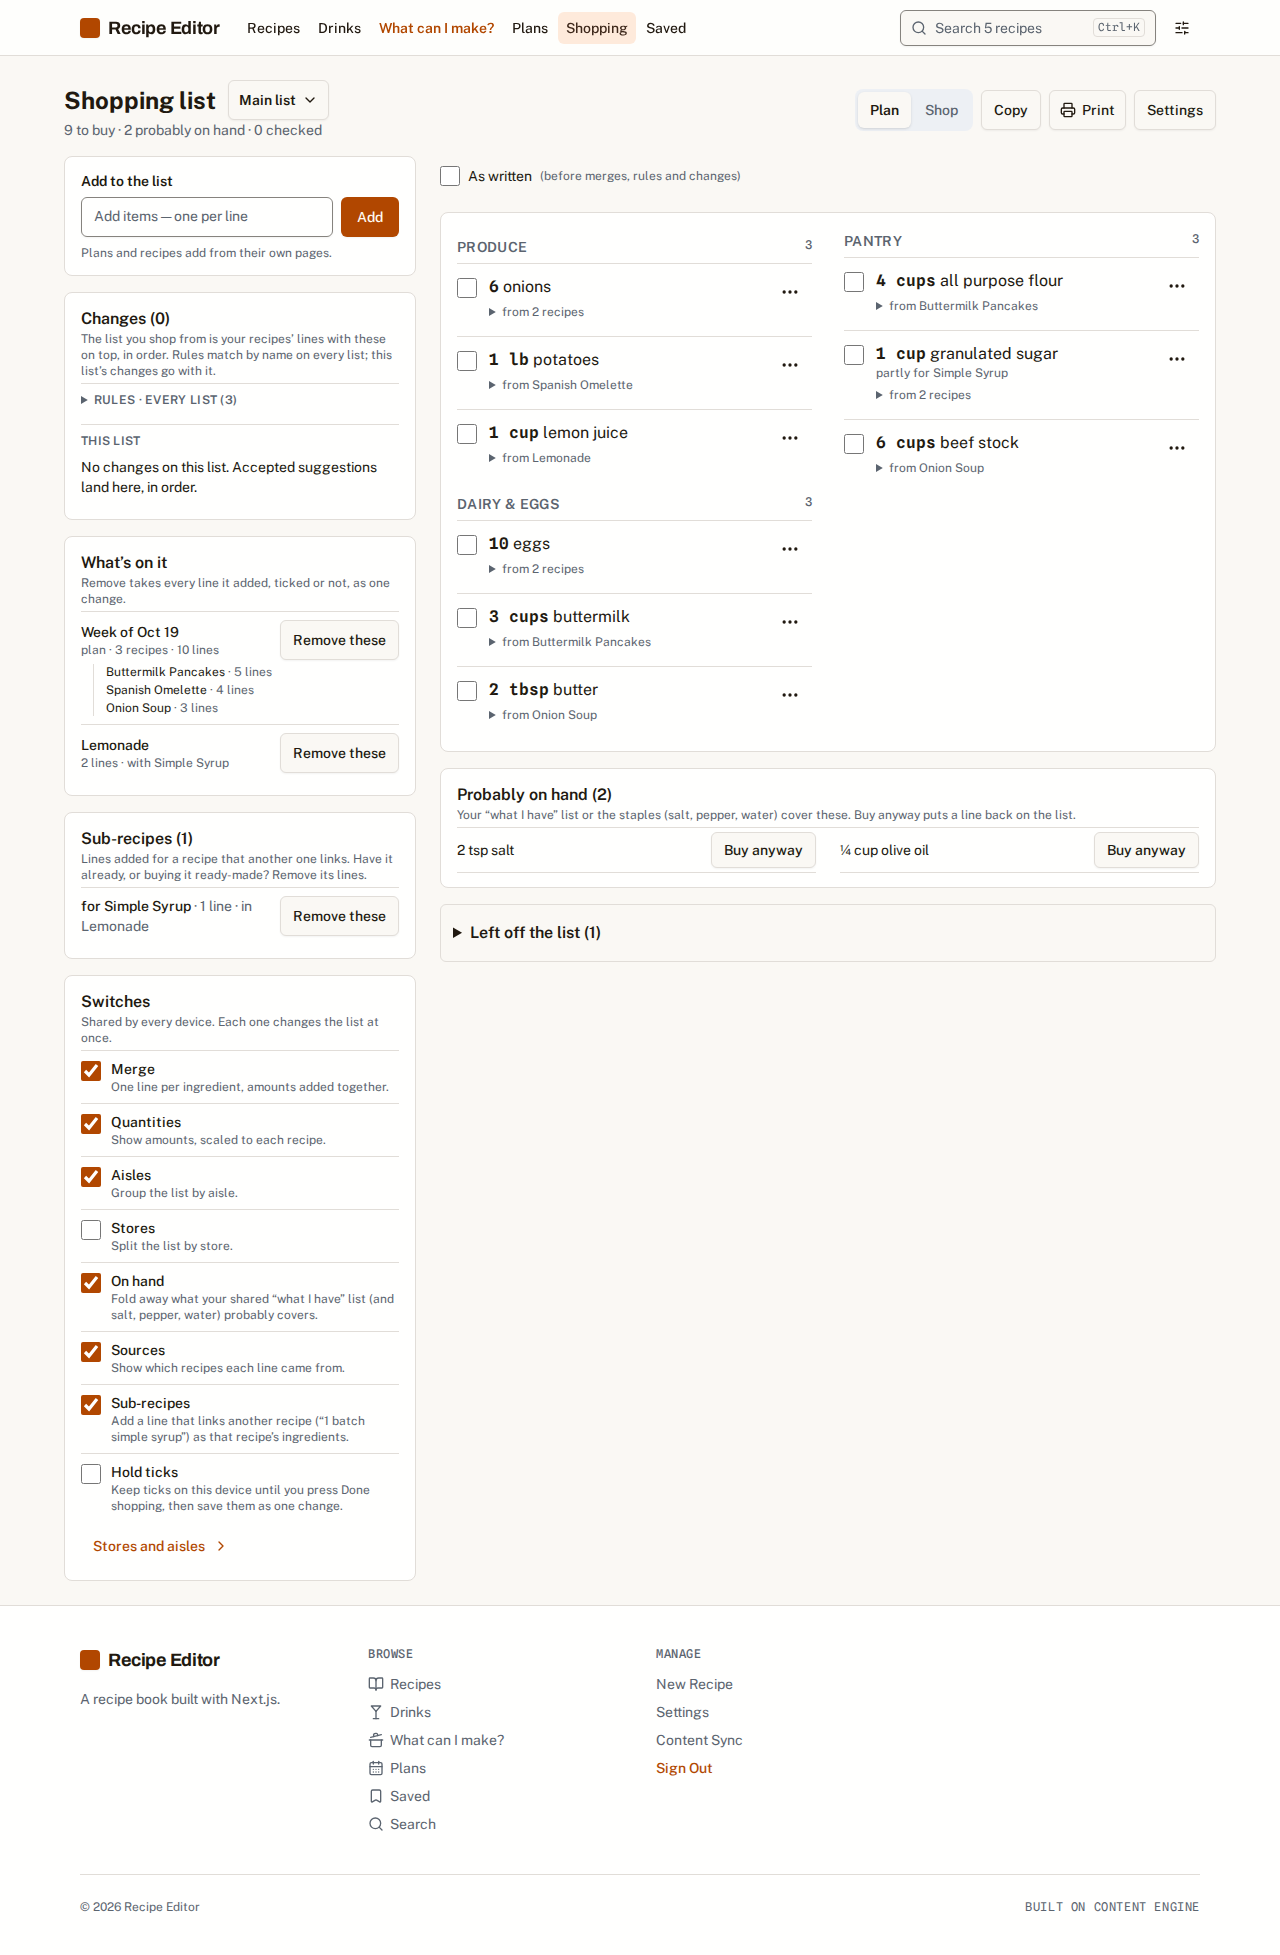 Recipe Editor
Recipes
Drinks
What can I make?
Plans
Shopping
Saved
Search 5 recipes
Ctrl+K
Shopping list
Main list
9 to buy · 2 probably on hand · 0 checked
Plan
Shop
Copy
Print
Settings
Add to the list
Add items — one per line
Add
Plans and recipes add from their own pages.
Changes (0)
The list you shop from is your recipes’ lines with these
on top, in order. Rules match by name on every list; this
list’s changes go with it.
RULES · EVERY LIST (3)
THIS LIST
No changes on this list. Accepted suggestions
land here, in order.
What’s on it
Remove takes every line it added, ticked or not, as one
change.
Week of Oct 19
plan · 3 recipes · 10 lines
Remove these
Buttermilk Pancakes · 5 lines
Spanish Omelette · 4 lines
Onion Soup · 3 lines
Lemonade
2 lines · with Simple Syrup
Remove these
Sub-recipes (1)
Lines added for a recipe that another one links. Have it
already, or buying it ready-made? Remove its lines.
for Simple Syrup · 1 line · in
Lemonade
Remove these
Switches
Shared by every device. Each one changes the list at
once.
Merge
One line per ingredient, amounts added together.
Quantities
Show amounts, scaled to each recipe.
Aisles
Group the list by aisle.
Stores
Split the list by store.
On hand
Fold away what your shared “what I have” list (and
salt, pepper, water) probably covers.
Sources
Show which recipes each line came from.
Sub-recipes
Add a line that links another recipe (“1 batch
simple syrup”) as that recipe’s ingredients.
Hold ticks
Keep ticks on this device until you press Done
shopping, then save them as one change.
Stores and aisles
As written (before merges, rules and changes)
PRODUCE 3
6 onions
from 2 recipes
1 lb potatoes
from Spanish Omelette
1 cup lemon juice
from Lemonade
DAIRY & EGGS 3
10 eggs
from 2 recipes
3 cups buttermilk
from Buttermilk Pancakes
2 tbsp butter
from Onion Soup
PANTRY 3
4 cups all purpose flour
from Buttermilk Pancakes
1 cup granulated sugar
partly for Simple Syrup
from 2 recipes
6 cups beef stock
from Onion Soup
Probably on hand (2)
Your “what I have” list or the staples (salt, pepper, water) cover these. Buy anyway puts a line back on the list.
2 tsp salt
Buy anyway
¼ cup olive oil
Buy anyway
Left off the list (1)
Recipe Editor
A recipe book built with Next.js.
BROWSE
Recipes
Drinks
What can I make?
Plans
Saved
Search
MANAGE
New Recipe
Settings
Content Sync
Sign Out
© 2026 Recipe Editor
BUILT ON CONTENT ENGINE